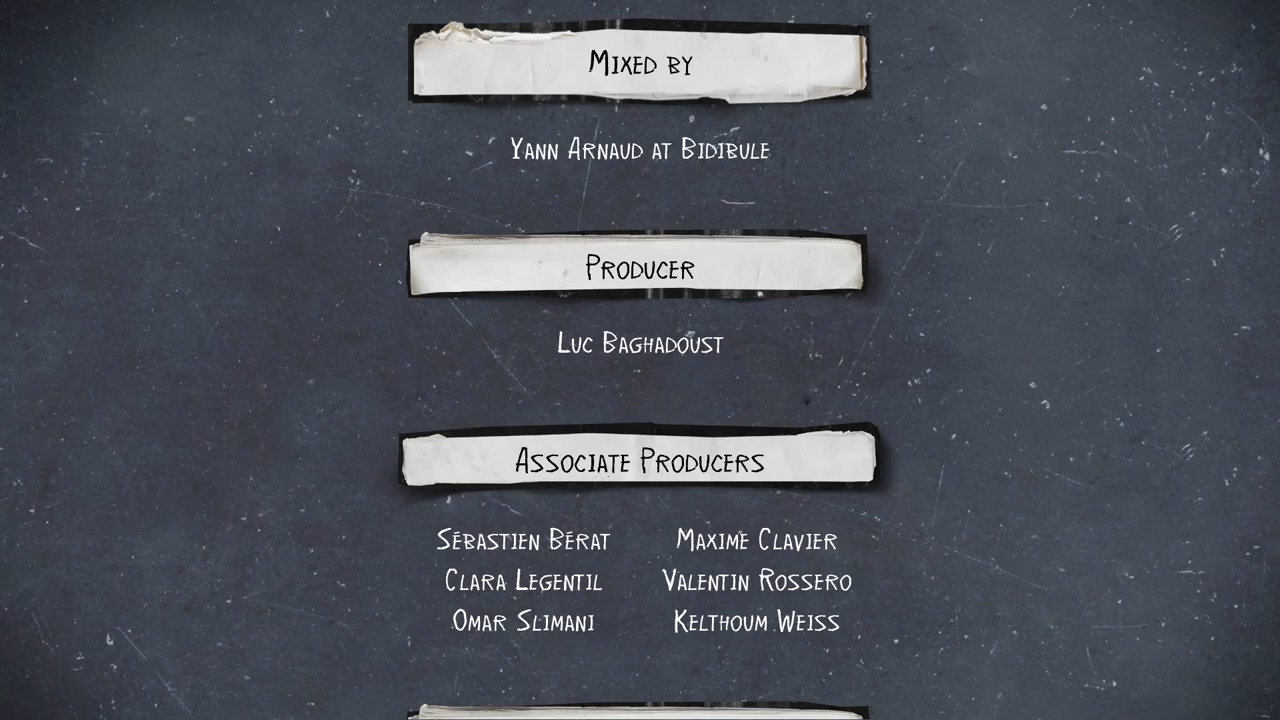 Mixed by
Yann Arnaud at Bidibule
Producer
Luc Baghadoust
Associate Producers
Sébastien Bérat
Maxime Clavier
Clara Legentil
Valentin Rossero
Omar Slimani
Kelthoum Weiss